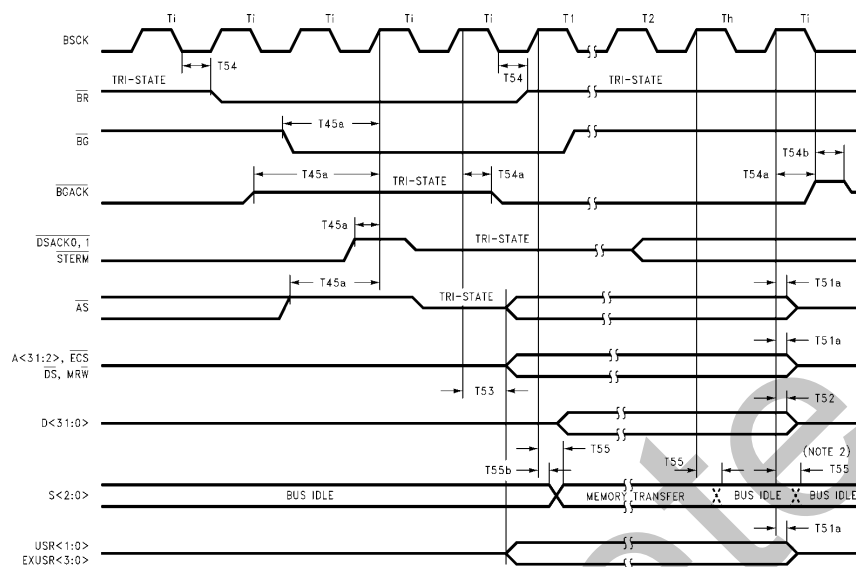 Ti Ti Ti Ti Ti T1 T2 Th Ti
BSCK
T54 T54
TRI-STATE TRI-STATE
BR
T45a
BG
T54b
T45a TRI-STATE T54a T54a
BGACK
T45a
DSACK0, 1
STERM
TRI-STATE
T45a TRI-STATE T51a
AS
T51a
A<31:2>, ECS
DS, MRW
T53 T52
D<31:0>
(NOTE 2)
T55 T55 T55
T55b
S<2:0> BUS IDLE MEMORY TRANSFER BUS IDLE BUS IDLE
T51a
USR<1:0>
EXUSR<3:0>